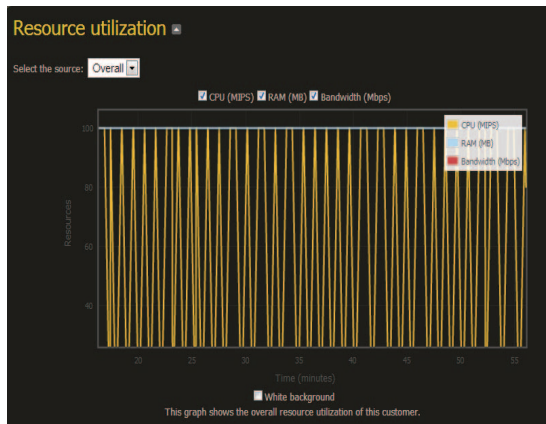 Resource utilization
Select the source: Overall
CPU (MIPS) RAM (MB) Bandwidth (Mbps)
CPU (MIPS)
RAM (MB)
Bandwidth (Mbps)
100
80
60
40
Resources
20 25 30 35 40 45 50 55
Time (minutes)
White background
This graph shows the overall resource utilization of this customer.